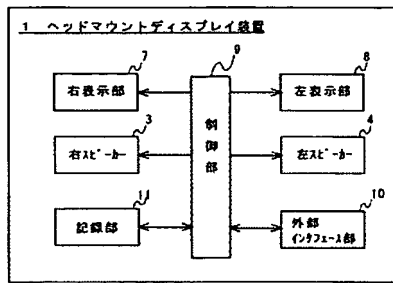 1 ヘッドマウントディスプレイ装置
7
9
8
右表示部
左表示部
3
4
右スピーカー
制御部
左スピーカー
11
10
記録部
外部
インタフェース部